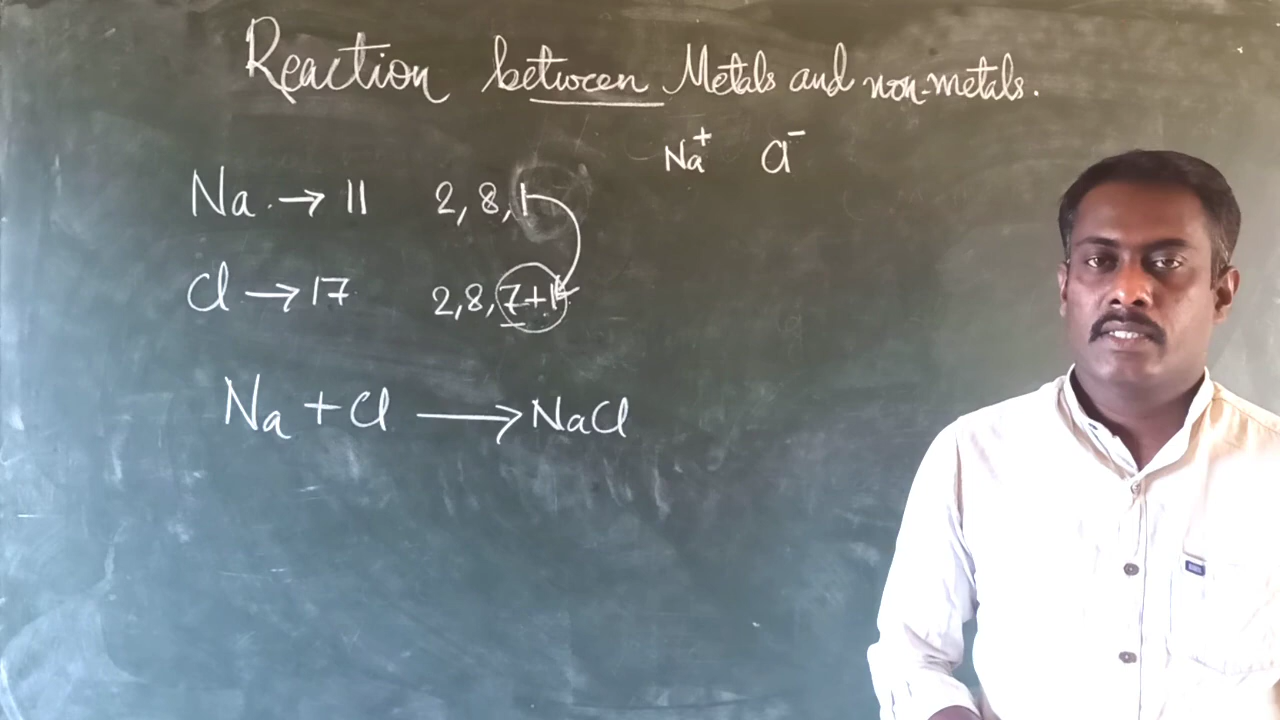 Reaction between Metals and non-metals.
Na⁺ Cl⁻
Na → 11 2, 8, 1
Cl → 17 2, 8, 7+1
Na + Cl ⟶ NaCl